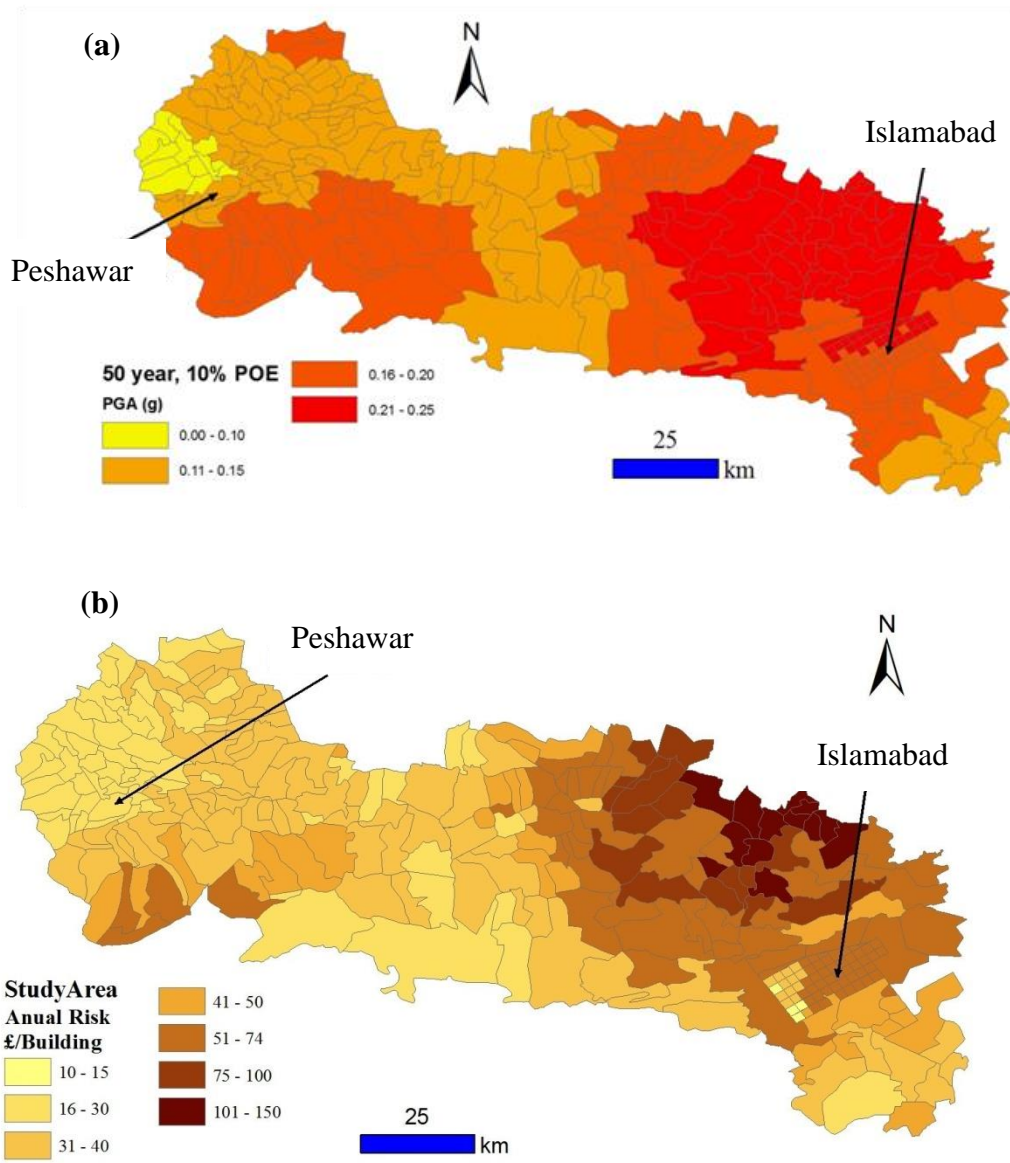 (a)
N
Islamabad
Peshawar
50 year, 10% POE
PGA (g)
0.00 - 0.10
0.11 - 0.15
0.16 - 0.20
0.21 - 0.25
25
km
(b)
N
Peshawar
Islamabad
StudyArea
Anual Risk
£/Building
10 - 15
16 - 30
31 - 40
41 - 50
51 - 74
75 - 100
101 - 150
25
km